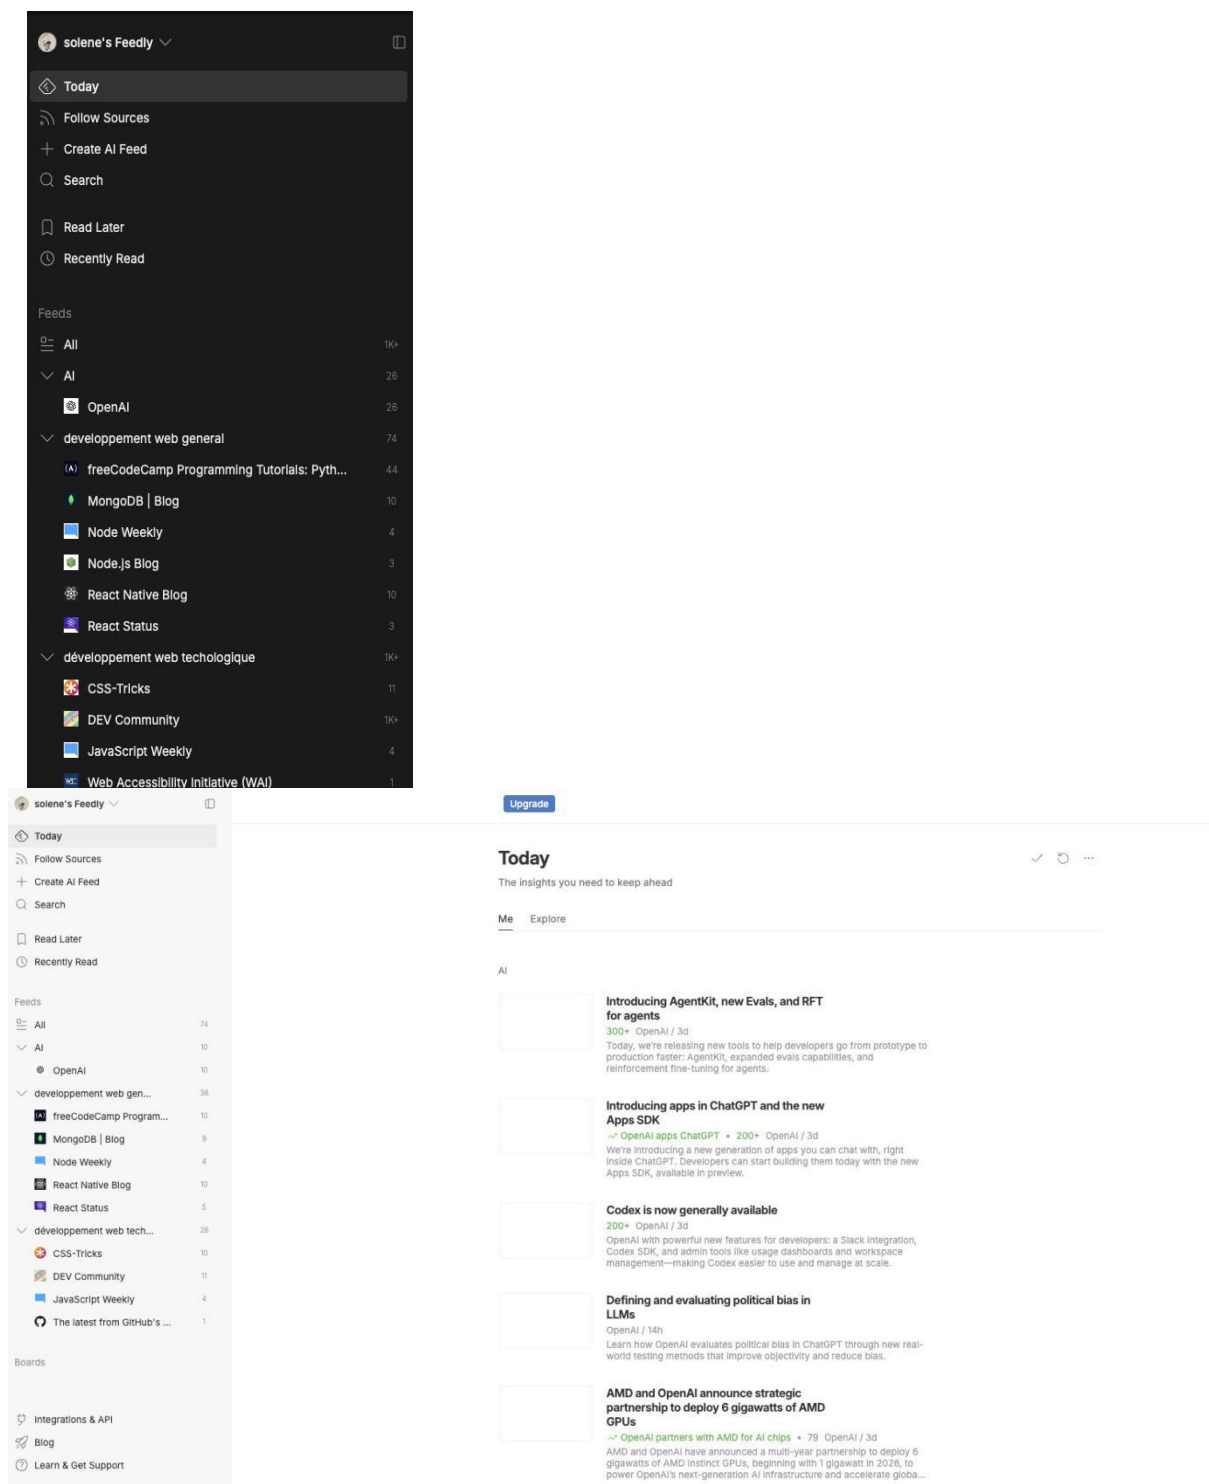 solene's Feedly
Today
Follow Sources
Create AI Feed
Search
Read Later
Recently Read
Feeds
All 1K+
AI 26
OpenAI 26
developpement web general 74
freeCodeCamp Programming Tutorials: Pyth... 44
MongoDB | Blog 10
Node Weekly 4
Node.js Blog 3
React Native Blog 10
React Status 3
développement web techologique 1K+
CSS-Tricks 11
DEV Community 1K+
JavaScript Weekly 4
Web Accessibility Initiative (WAI) 1
solene's Feedly
Today
Follow Sources
Create AI Feed
Search
Read Later
Recently Read
Feeds
All 74
AI 10
OpenAI 10
developpement web gen... 38
freeCodeCamp Program... 10
MongoDB | Blog 9
Node Weekly 4
React Native Blog 10
React Status 5
développement web tech... 26
CSS-Tricks 10
DEV Community 11
JavaScript Weekly 4
The latest from GitHub's ... 1
Boards
Integrations & API
Blog
Learn & Get Support
Upgrade
Today
The insights you need to keep ahead
Me Explore
AI
Introducing AgentKit, new Evals, and RFT
for agents
300+ OpenAI / 3d
Today, we're releasing new tools to help developers go from prototype to
production faster: AgentKit, expanded evals capabilities, and
reinforcement fine-tuning for agents.
Introducing apps in ChatGPT and the new
Apps SDK
OpenAI apps ChatGPT • 200+ OpenAI / 3d
We're introducing a new generation of apps you can chat with, right
inside ChatGPT. Developers can start building them today with the new
Apps SDK, available in preview.
Codex is now generally available
200+ OpenAI / 3d
OpenAI with powerful new features for developers: a Slack integration,
Codex SDK, and admin tools like usage dashboards and workspace
management—making Codex easier to use and manage at scale.
Defining and evaluating political bias in
LLMs
OpenAI / 14h
Learn how OpenAI evaluates political bias in ChatGPT through new real-
world testing methods that improve objectivity and reduce bias.
AMD and OpenAI announce strategic
partnership to deploy 6 gigawatts of AMD
GPUs
OpenAI partners with AMD for AI chips • 79 OpenAI / 3d
AMD and OpenAI have announced a multi-year partnership to deploy 6
gigawatts of AMD Instinct GPUs, beginning with 1 gigawatt in 2026, to
power OpenAI's next-generation AI infrastructure and accelerate globa...